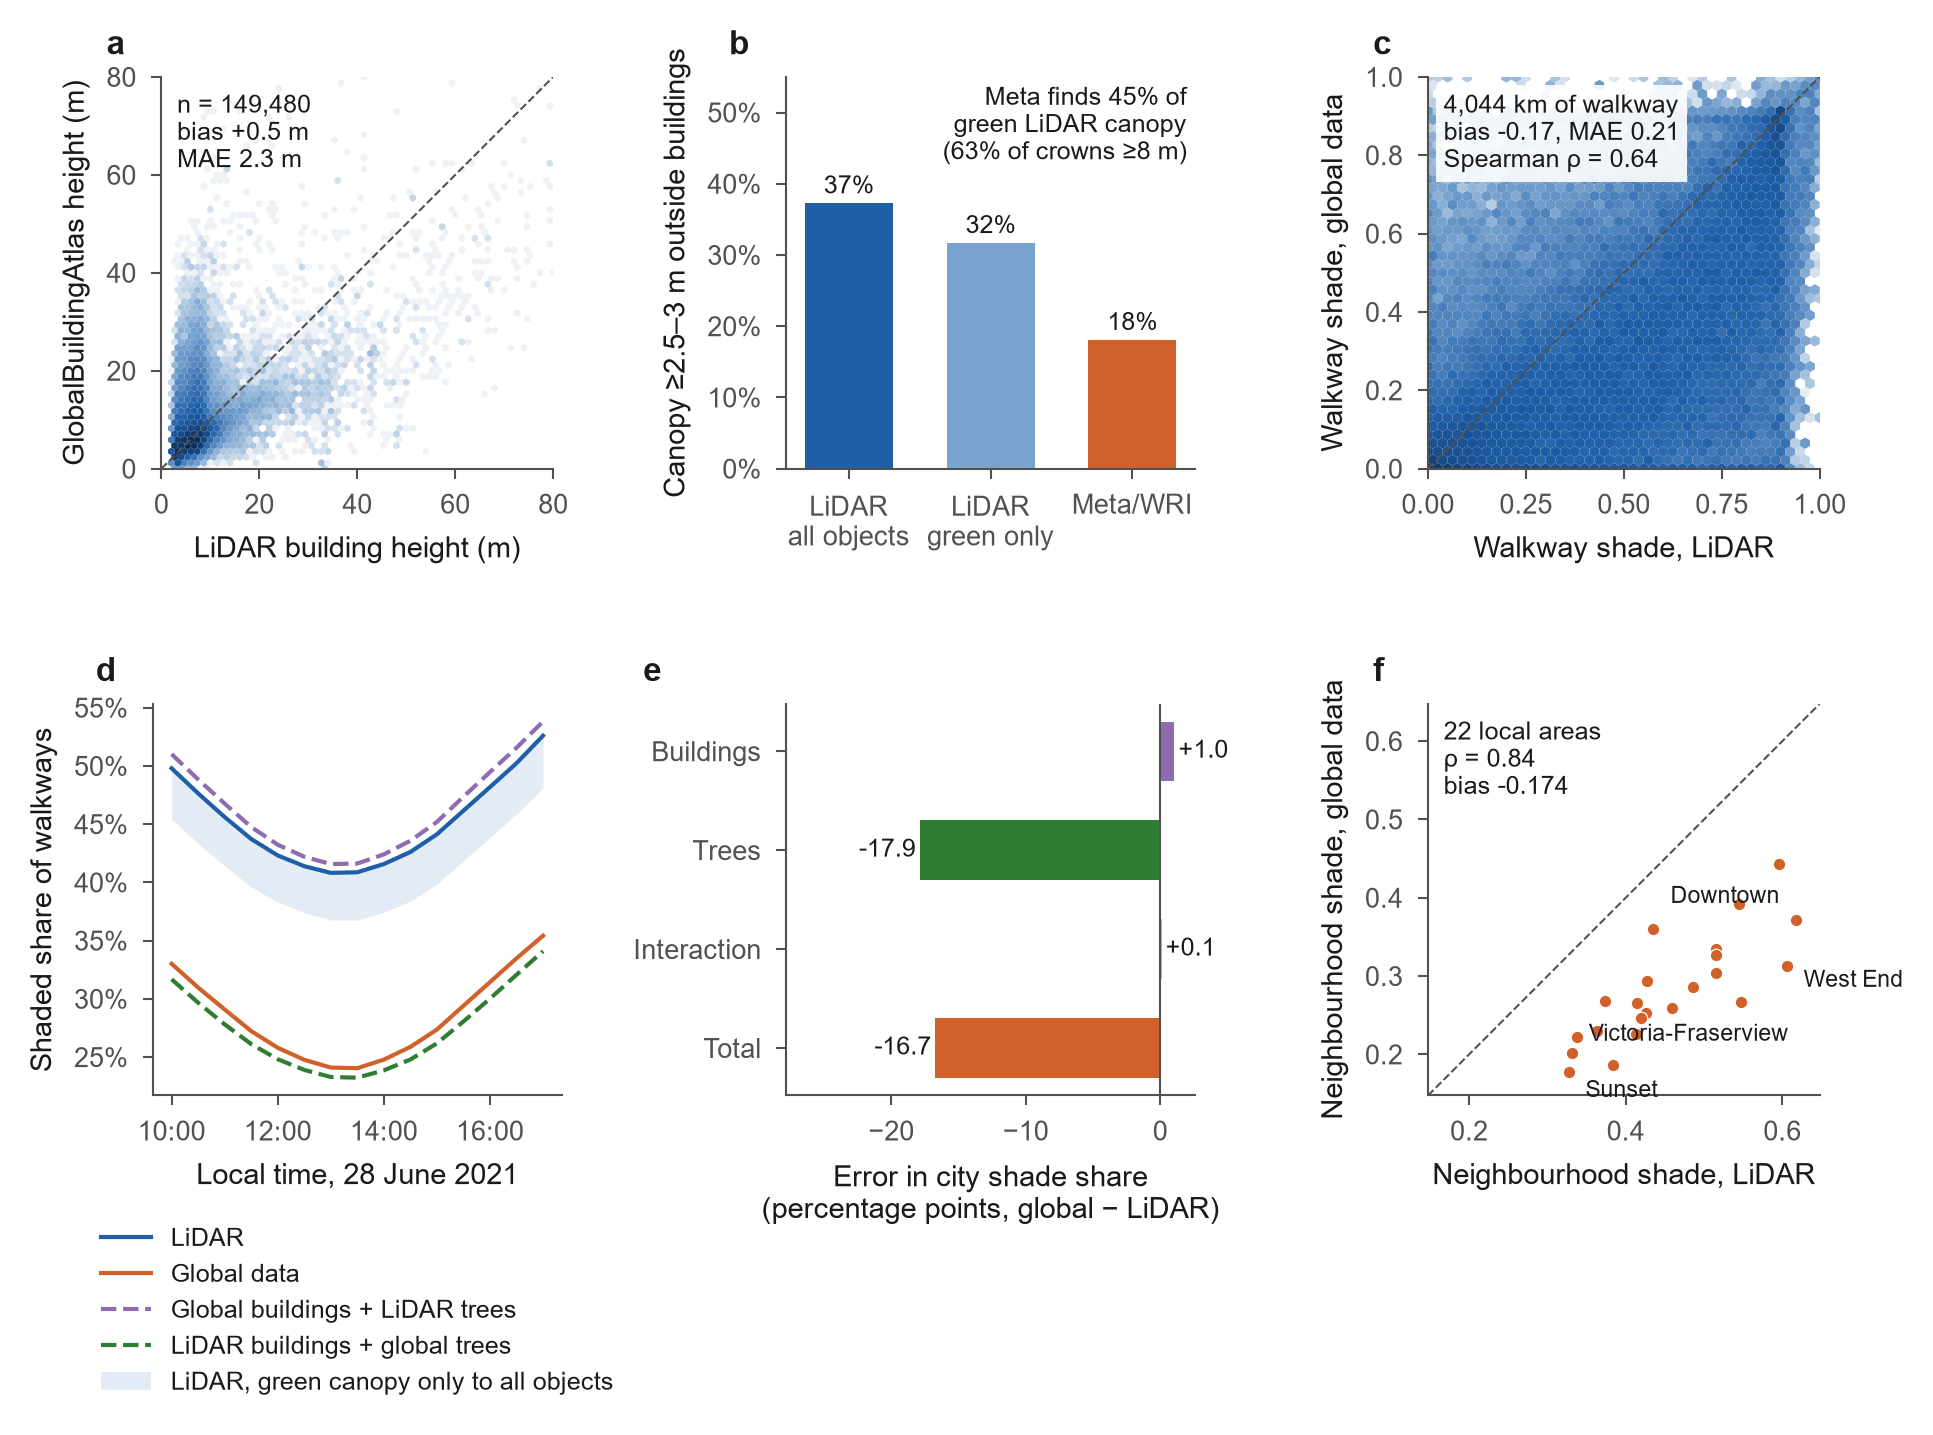 a
GlobalBuildingAtlas height (m)
80
60
40
20
0
n = 149,480
bias +0.5 m
MAE 2.3 m
0 20 40 60 80
LiDAR building height (m)
b
Canopy ≥2.5–3 m outside buildings
50%
40%
30%
20%
10%
0%
Meta finds 45% of
green LiDAR canopy
(63% of crowns ≥8 m)
37%
32%
18%
LiDAR
all objects
LiDAR
green only
Meta/WRI
c
Walkway shade, global data
1.0
0.8
0.6
0.4
0.2
0.0
4,044 km of walkway
bias -0.17, MAE 0.21
Spearman ρ = 0.64
0.00 0.25 0.50 0.75 1.00
Walkway shade, LiDAR
d
Shaded share of walkways
55%
50%
45%
40%
35%
30%
25%
10:00 12:00 14:00 16:00
Local time, 28 June 2021
LiDAR
Global data
Global buildings + LiDAR trees
LiDAR buildings + global trees
LiDAR, green canopy only to all objects
e
Buildings
Trees
Interaction
Total
+1.0
-17.9
+0.1
-16.7
−20 −10 0
Error in city shade share
(percentage points, global − LiDAR)
f
Neighbourhood shade, global data
0.6
0.5
0.4
0.3
0.2
22 local areas
ρ = 0.84
bias -0.174
Downtown
West End
Victoria-Fraserview
Sunset
0.2 0.4 0.6
Neighbourhood shade, LiDAR